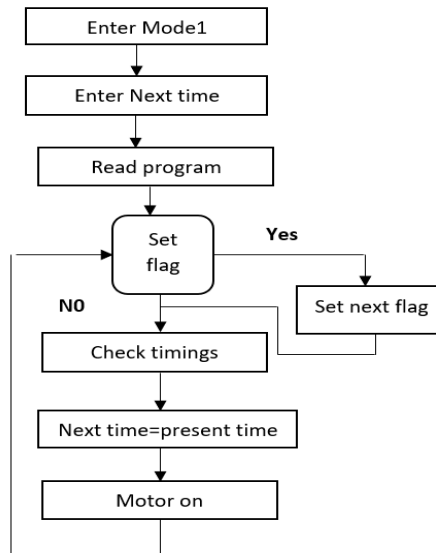 Enter Mode1
Enter Next time
Read program
Set
flag
Yes
N0
Set next flag
Check timings
Next time=present time
Motor on